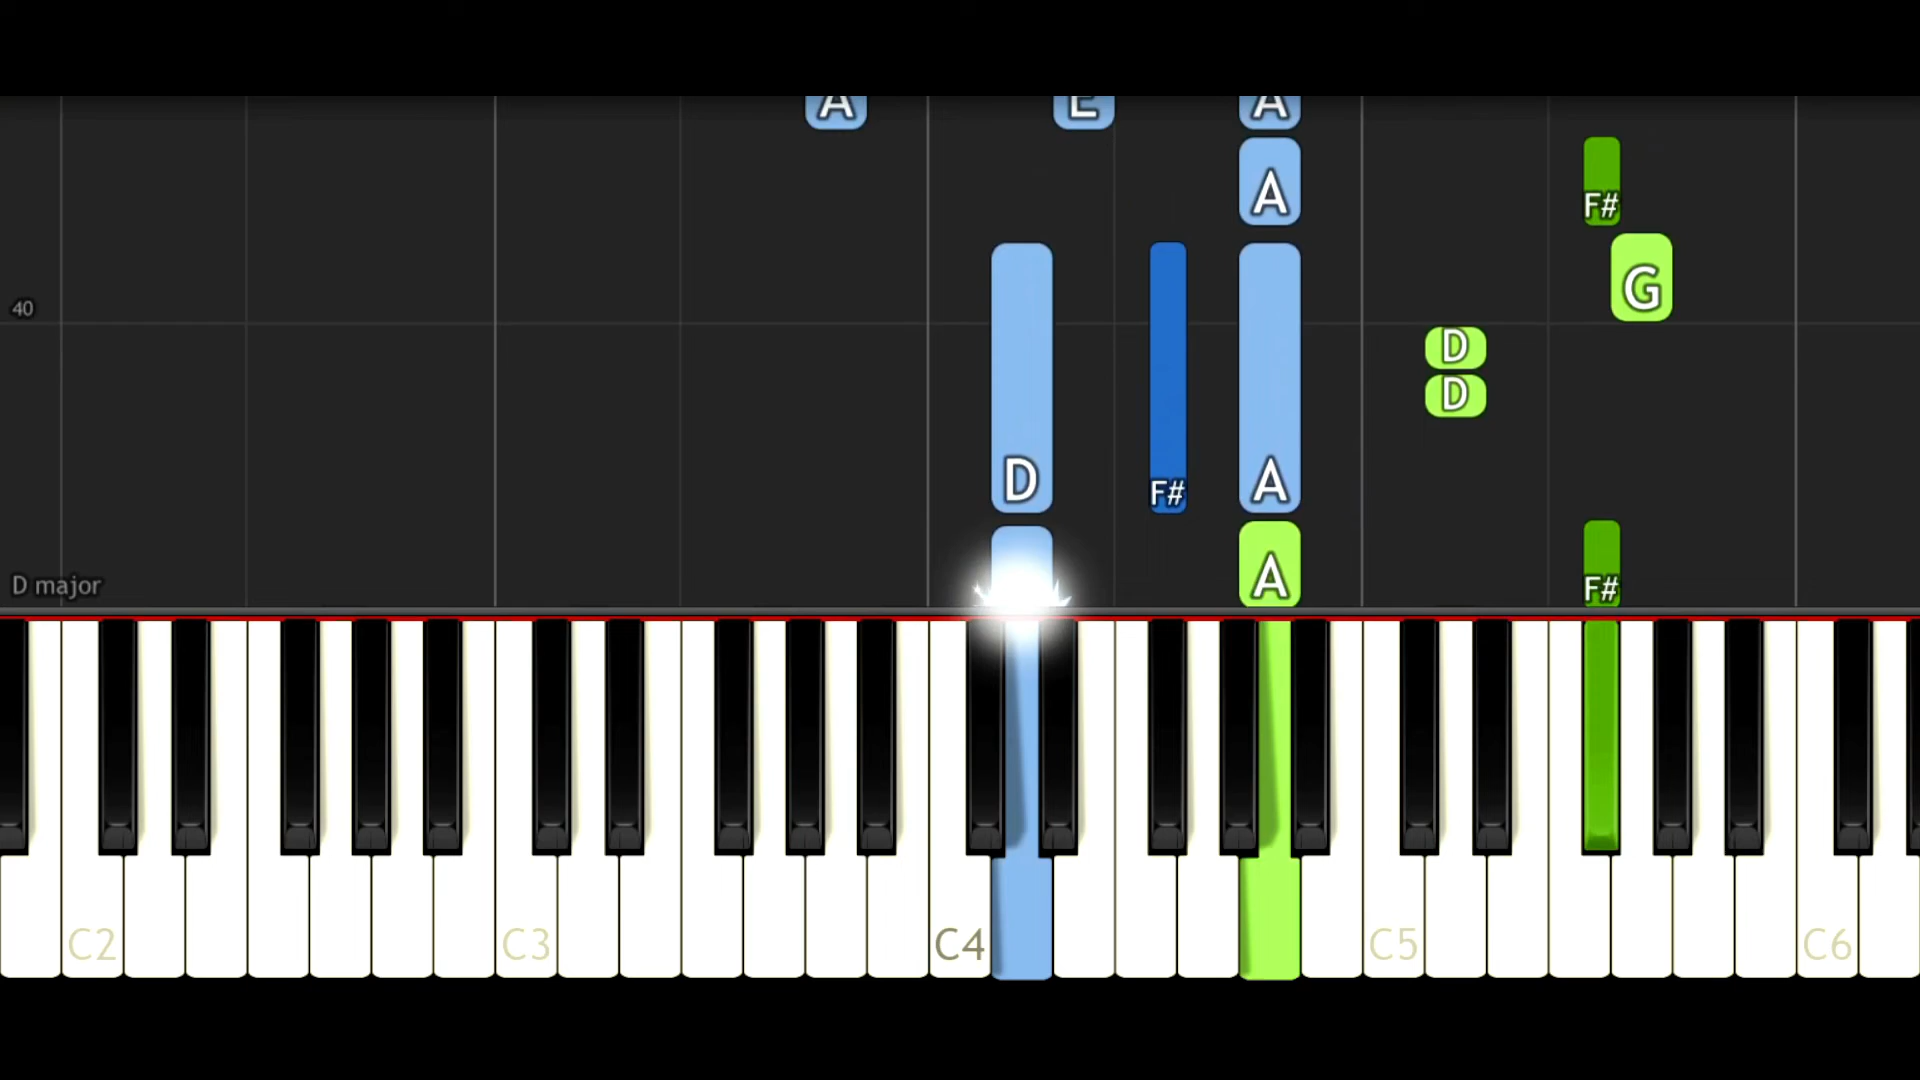 A E A
A F#
G
40
D
D
D F# A
D major A F#
C2 C3 C4 C5 C6